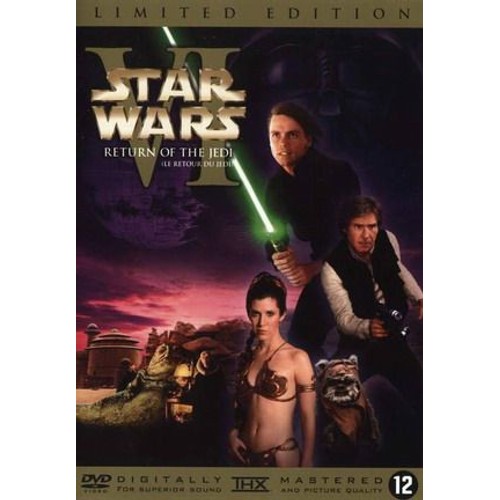 LIMITED EDITION
VI
STAR
WARS
RETURN OF THE JEDI
(LE RETOUR DU JEDI)
DVD VIDEO DIGITALLY FOR SUPERIOR SOUND THX MASTERED AND PICTURE QUALITY 12